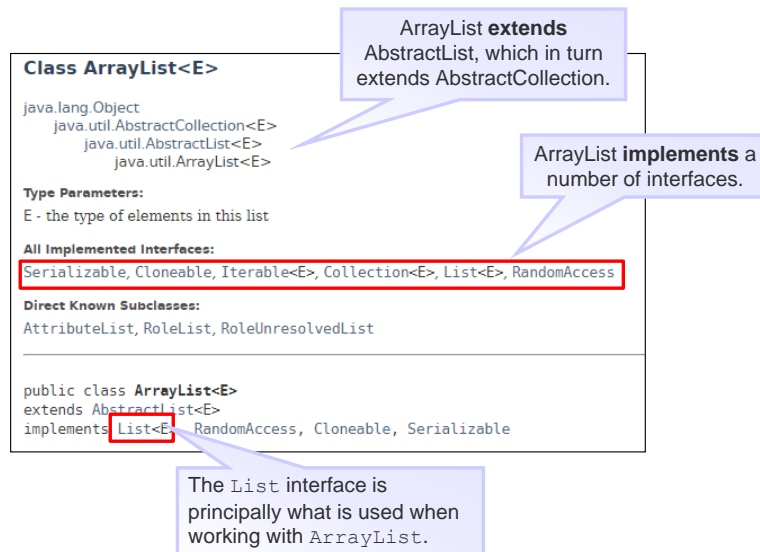 ArrayList extends
AbstractList, which in turn
extends AbstractCollection.
Class ArrayList<E>
java.lang.Object
java.util.AbstractCollection<E>
java.util.AbstractList<E>
java.util.ArrayList<E>
ArrayList implements a
number of interfaces.
Type Parameters:
E - the type of elements in this list
All Implemented Interfaces:
Serializable, Cloneable, Iterable<E>, Collection<E>, List<E>, RandomAccess
Direct Known Subclasses:
AttributeList, RoleList, RoleUnresolvedList
public class ArrayList<E>
extends AbstractList<E>
implements List<E> RandomAccess, Cloneable, Serializable
The List interface is
principally what is used when
working with ArrayList.